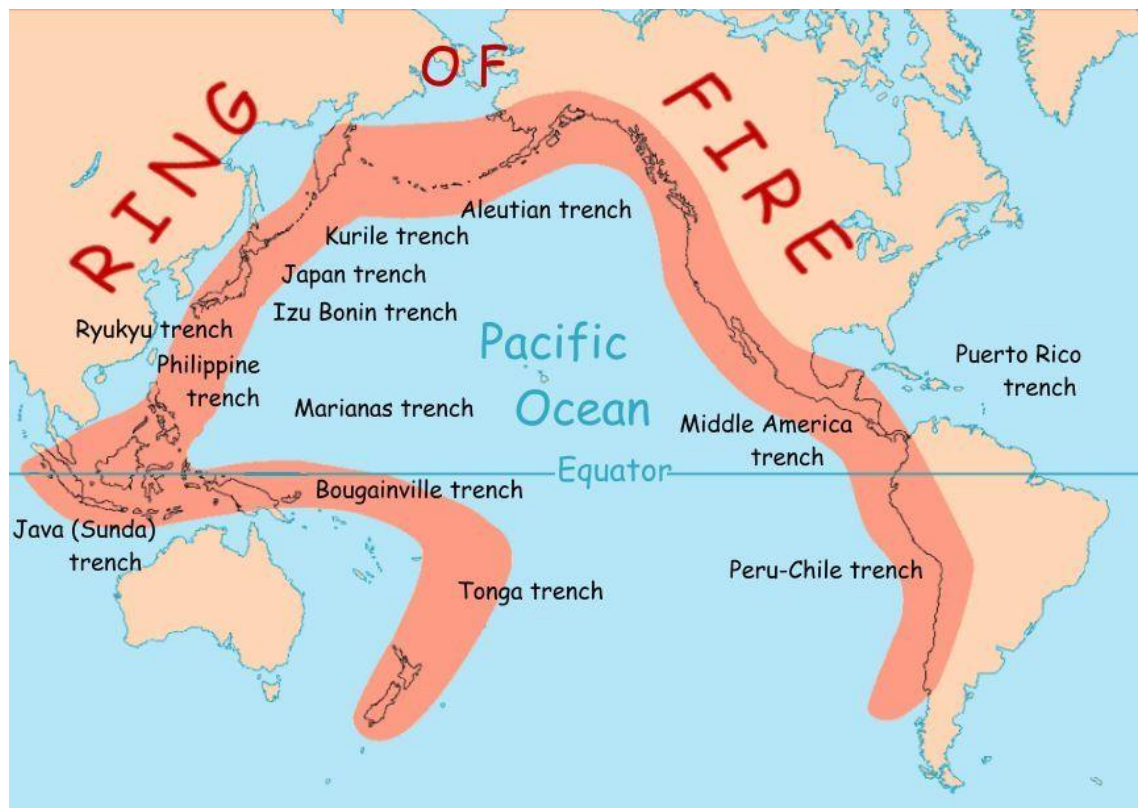 RING OF FIRE
Aleutian trench
Kurile trench
Japan trench
Izu Bonin trench
Ryukyu trench
Philippine
trench
Marianas trench
Pacific
Ocean
Equator
Puerto Rico
trench
Middle America
trench
Bougainville trench
Java (Sunda)
trench
Peru-Chile trench
Tonga trench